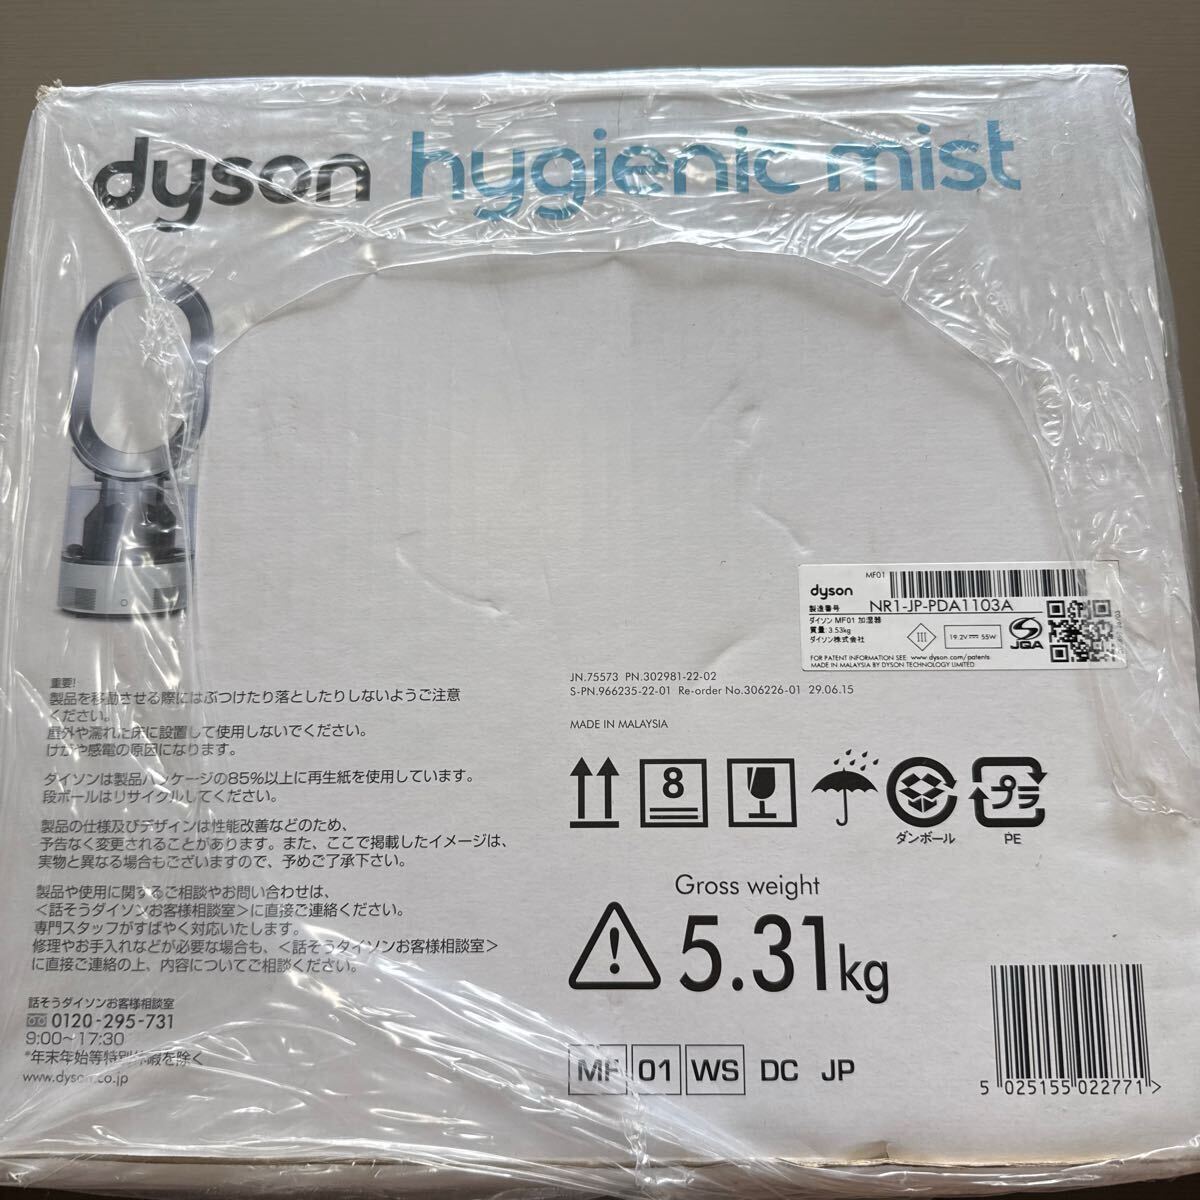 dyson hygienic mist
MF01
dyson
製造番号 NR1-JP-PDA1103A
ダイソン MF01 加湿器
質量: 3.53kg
ダイソン株式会社
III
19.2V 55W
JQA
FOR PATENT INFORMATION SEE: www.dyson.com/patents
MADE IN MALAYSIA BY DYSON TECHNOLOGY LIMITED
JN.75573 PN.302981-22-02
S-PN.966235-22-01 Re-order No.306226-01 29.06.15
MADE IN MALAYSIA
重要!
製品を移動させる際にはぶつけたり落としたりしないようご注意
ください。
屋外や濡れた床に設置して使用しないでください。
けがや感電の原因になります。
ダイソンは製品パッケージの85%以上に再生紙を使用しています。
段ボールはリサイクルしてください。
製品の仕様及びデザインは性能改善などのため、
予告なく変更されることがあります。また、ここで掲載したイメージは、
実物と異なる場合もございますので、予めご了承下さい。
製品や使用に関するご相談やお問い合わせは、
<話そうダイソンお客様相談室>に直接ご連絡ください。
専門スタッフがすばやく対応いたします。
修理やお手入れなどが必要な場合も、<話そうダイソンお客様相談室>
に直接ご連絡の上、内容についてご相談ください。
話そうダイソンお客様相談室
0120-295-731
9:00~17:30
*年末年始等特別休暇を除く
www.dyson.co.jp
8
ダンボール
プラ
PE
Gross weight
5.31kg
MF 01 WS DC JP
5 025155 022771 >